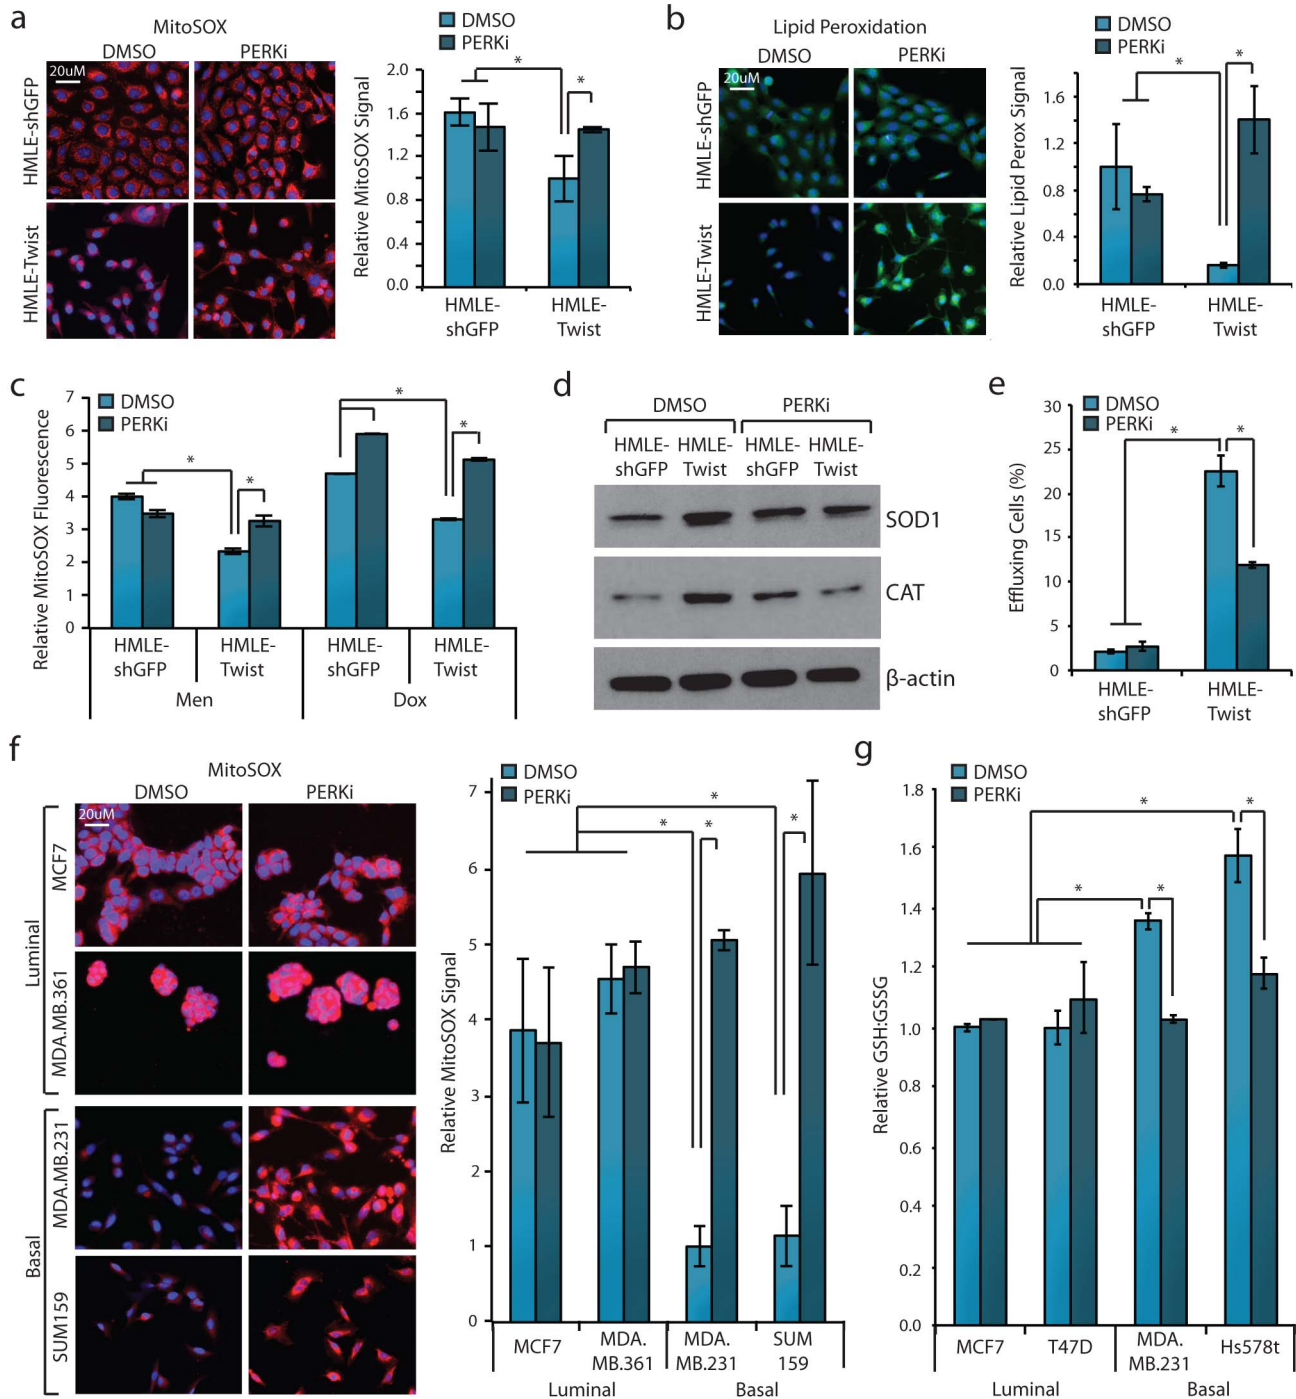 a
MitoSOX
DMSO
PERKi
20uM
HMLE-shGFP
HMLE-Twist
DMSO
PERKi
Relative MitoSOX Signal
2.0
1.6
1.2
0.8
0.4
0.0
*
*
HMLE-
shGFP
HMLE-
Twist
b
Lipid Peroxidation
DMSO
PERKi
20uM
HMLE-shGFP
HMLE-Twist
DMSO
PERKi
Relative Lipid Perox Signal
1.6
1.2
0.8
0.4
0.0
*
*
HMLE-
shGFP
HMLE-
Twist
c
DMSO
PERKi
Relative MitoSOX Fluorescence
7
6
5
4
3
2
1
0
*
*
*
*
HMLE-
shGFP
HMLE-
Twist
HMLE-
shGFP
HMLE-
Twist
Men
Dox
d
DMSO
PERKi
HMLE-
shGFP
HMLE-
Twist
HMLE-
shGFP
HMLE-
Twist
SOD1
CAT
β-actin
e
DMSO
PERKi
Effluxing Cells (%)
30
25
20
15
10
5
0
*
*
HMLE-
shGFP
HMLE-
Twist
f
MitoSOX
DMSO
PERKi
20uM
Luminal
MCF7
MDA.MB.361
Basal
MDA.MB.231
SUM159
DMSO
PERKi
Relative MitoSOX Signal
7
6
5
4
3
2
1
0
*
*
*
*
MCF7
MDA.
MB.361
MDA.
MB.231
SUM
159
Luminal
Basal
g
DMSO
PERKi
Relative GSH:GSSG
1.8
1.6
1.4
1.2
1.0
0.8
0.6
0.4
0.2
0.0
*
*
*
*
MCF7
T47D
MDA.
MB.231
Hs578t
Luminal
Basal